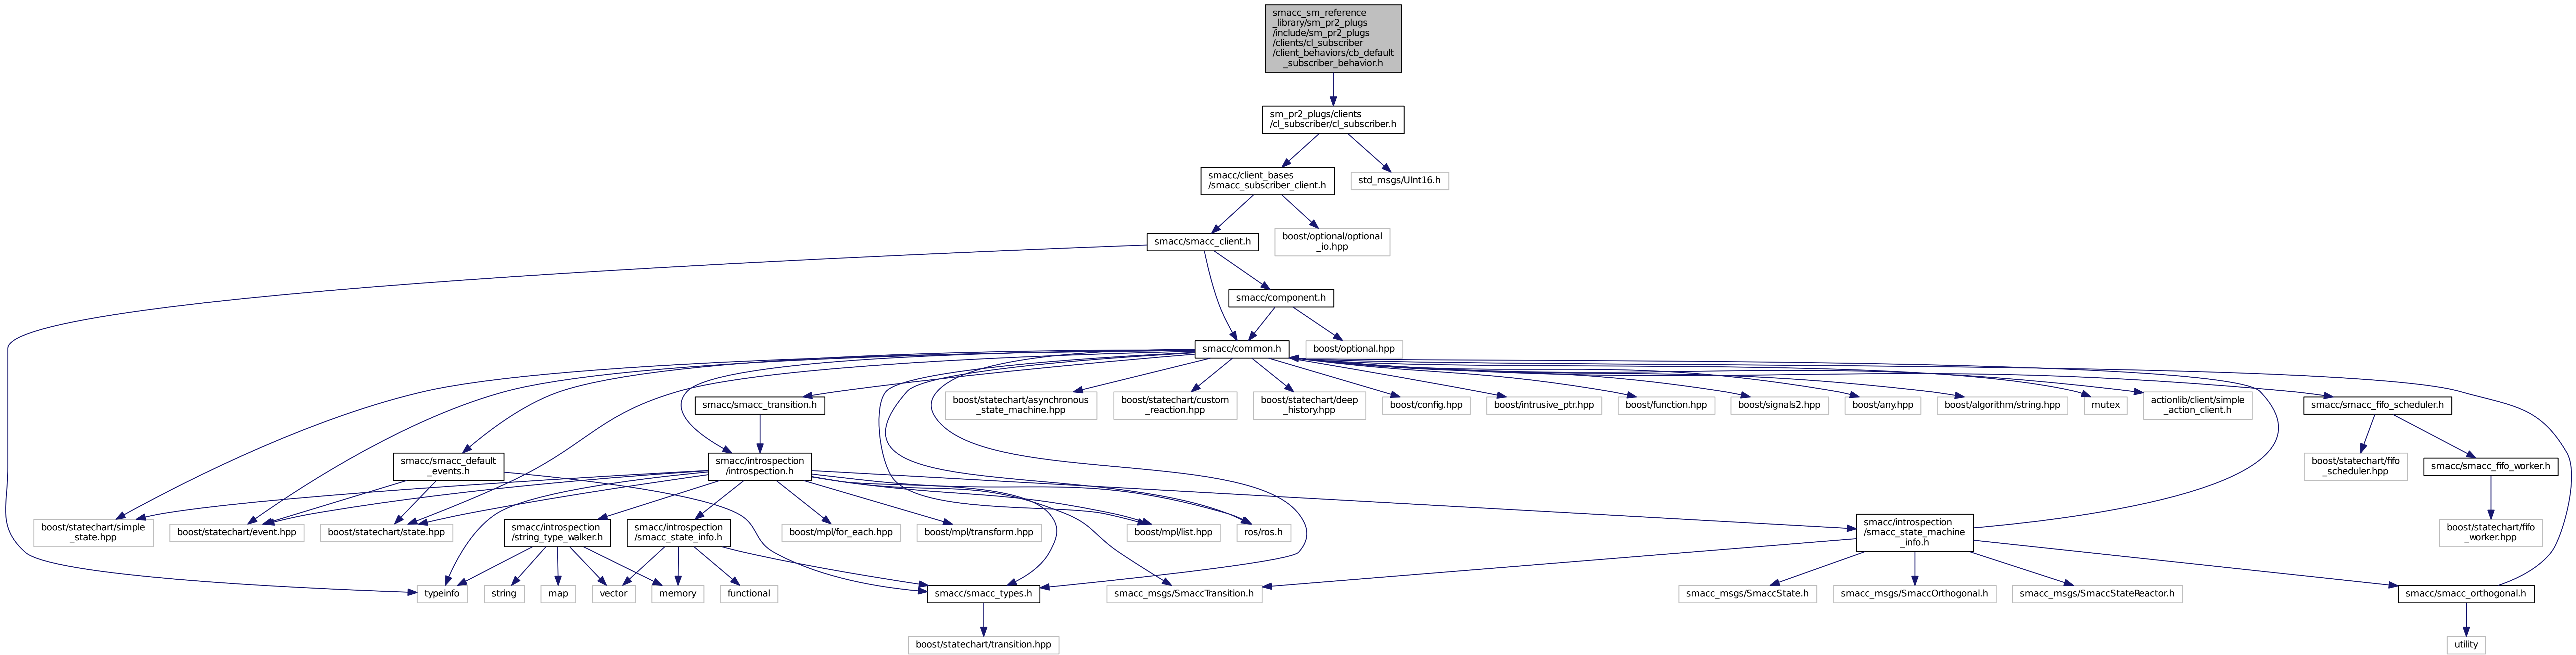 smacc_sm_reference
_library/sm_pr2_plugs
/include/sm_pr2_plugs
/clients/cl_subscriber
/client_behaviors/cb_default
_subscriber_behavior.h
sm_pr2_plugs/clients
/cl_subscriber/cl_subscriber.h
smacc/client_bases
/smacc_subscriber_client.h
std_msgs/UInt16.h
smacc/smacc_client.h
boost/optional/optional
_io.hpp
smacc/component.h
smacc/common.h
boost/optional.hpp
smacc/smacc_transition.h
boost/statechart/asynchronous
_state_machine.hpp
boost/statechart/custom
_reaction.hpp
boost/statechart/deep
_history.hpp
boost/config.hpp
boost/intrusive_ptr.hpp
boost/function.hpp
boost/signals2.hpp
boost/any.hpp
boost/algorithm/string.hpp
mutex
actionlib/client/simple
_action_client.h
smacc/smacc_fifo_scheduler.h
smacc/smacc_default
_events.h
smacc/introspection
/introspection.h
boost/statechart/fifo
_scheduler.hpp
smacc/smacc_fifo_worker.h
boost/statechart/simple
_state.hpp
boost/statechart/event.hpp
boost/statechart/state.hpp
smacc/introspection
/string_type_walker.h
smacc/introspection
/smacc_state_info.h
boost/mpl/for_each.hpp
boost/mpl/transform.hpp
boost/mpl/list.hpp
ros/ros.h
smacc/introspection
/smacc_state_machine
_info.h
boost/statechart/fifo
_worker.hpp
typeinfo
string
map
vector
memory
functional
smacc/smacc_types.h
smacc_msgs/SmaccTransition.h
smacc_msgs/SmaccState.h
smacc_msgs/SmaccOrthogonal.h
smacc_msgs/SmaccStateReactor.h
smacc/smacc_orthogonal.h
boost/statechart/transition.hpp
utility